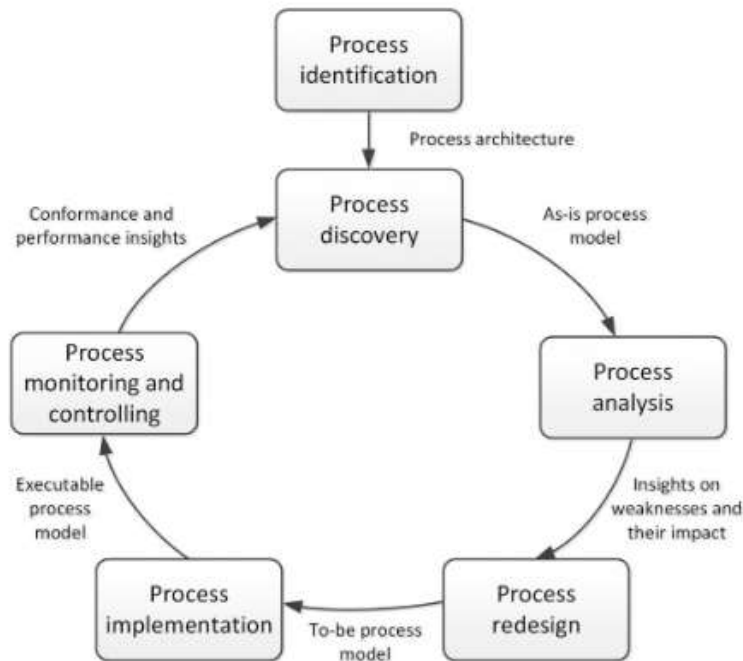 Process
identification
Process architecture
Process
discovery
As-is process
model
Process
analysis
Insights on
weaknesses and
their impact
Process
redesign
To-be process
model
Process
implementation
Executable
process
model
Process
monitoring and
controlling
Conformance and
performance insights